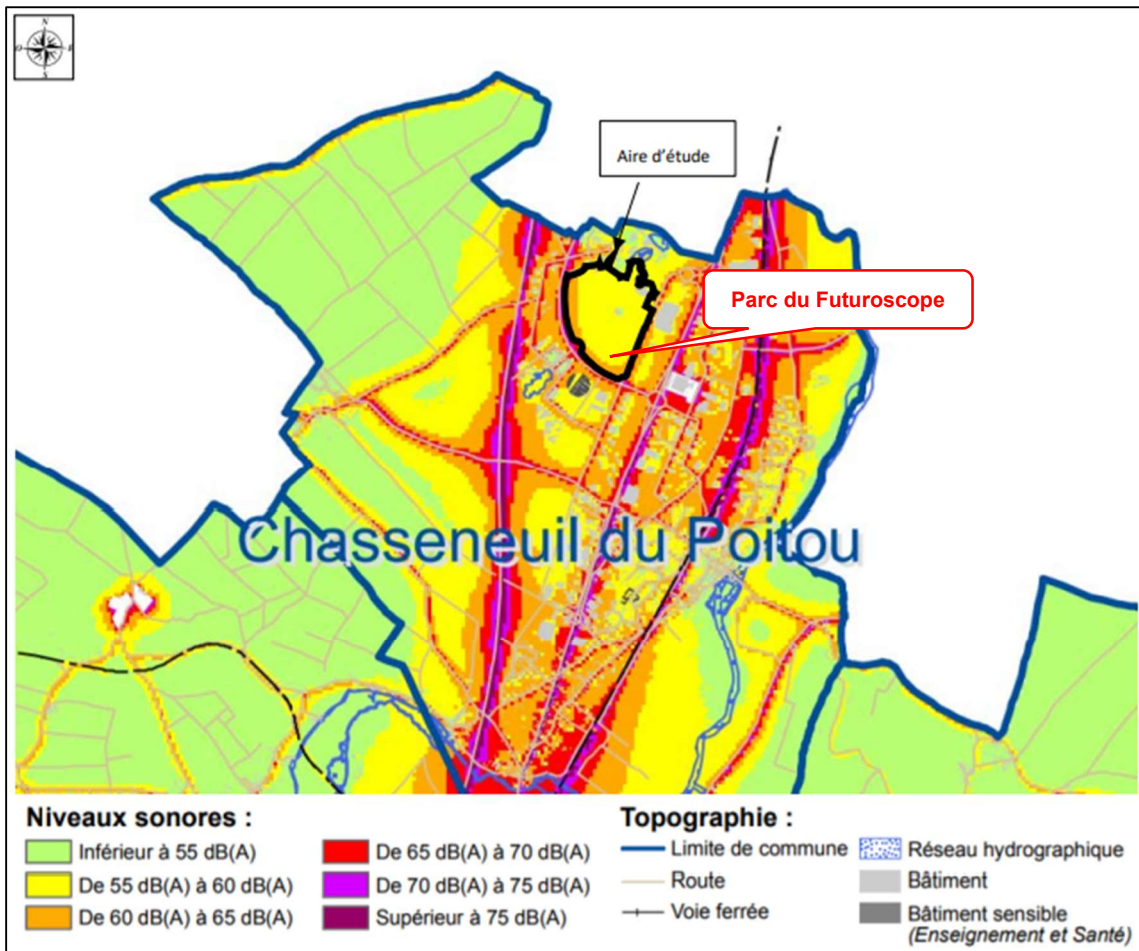 N
O
E
S
Aire d'étude
Parc du Futuroscope
Chasseneuil du Poitou
Niveaux sonores :
Inférieur à 55 dB(A)
De 55 dB(A) à 60 dB(A)
De 60 dB(A) à 65 dB(A)
De 65 dB(A) à 70 dB(A)
De 70 dB(A) à 75 dB(A)
Supérieur à 75 dB(A)
Topographie :
Limite de commune
Route
Voie ferrée
Réseau hydrographique
Bâtiment
Bâtiment sensible
(Enseignement et Santé)